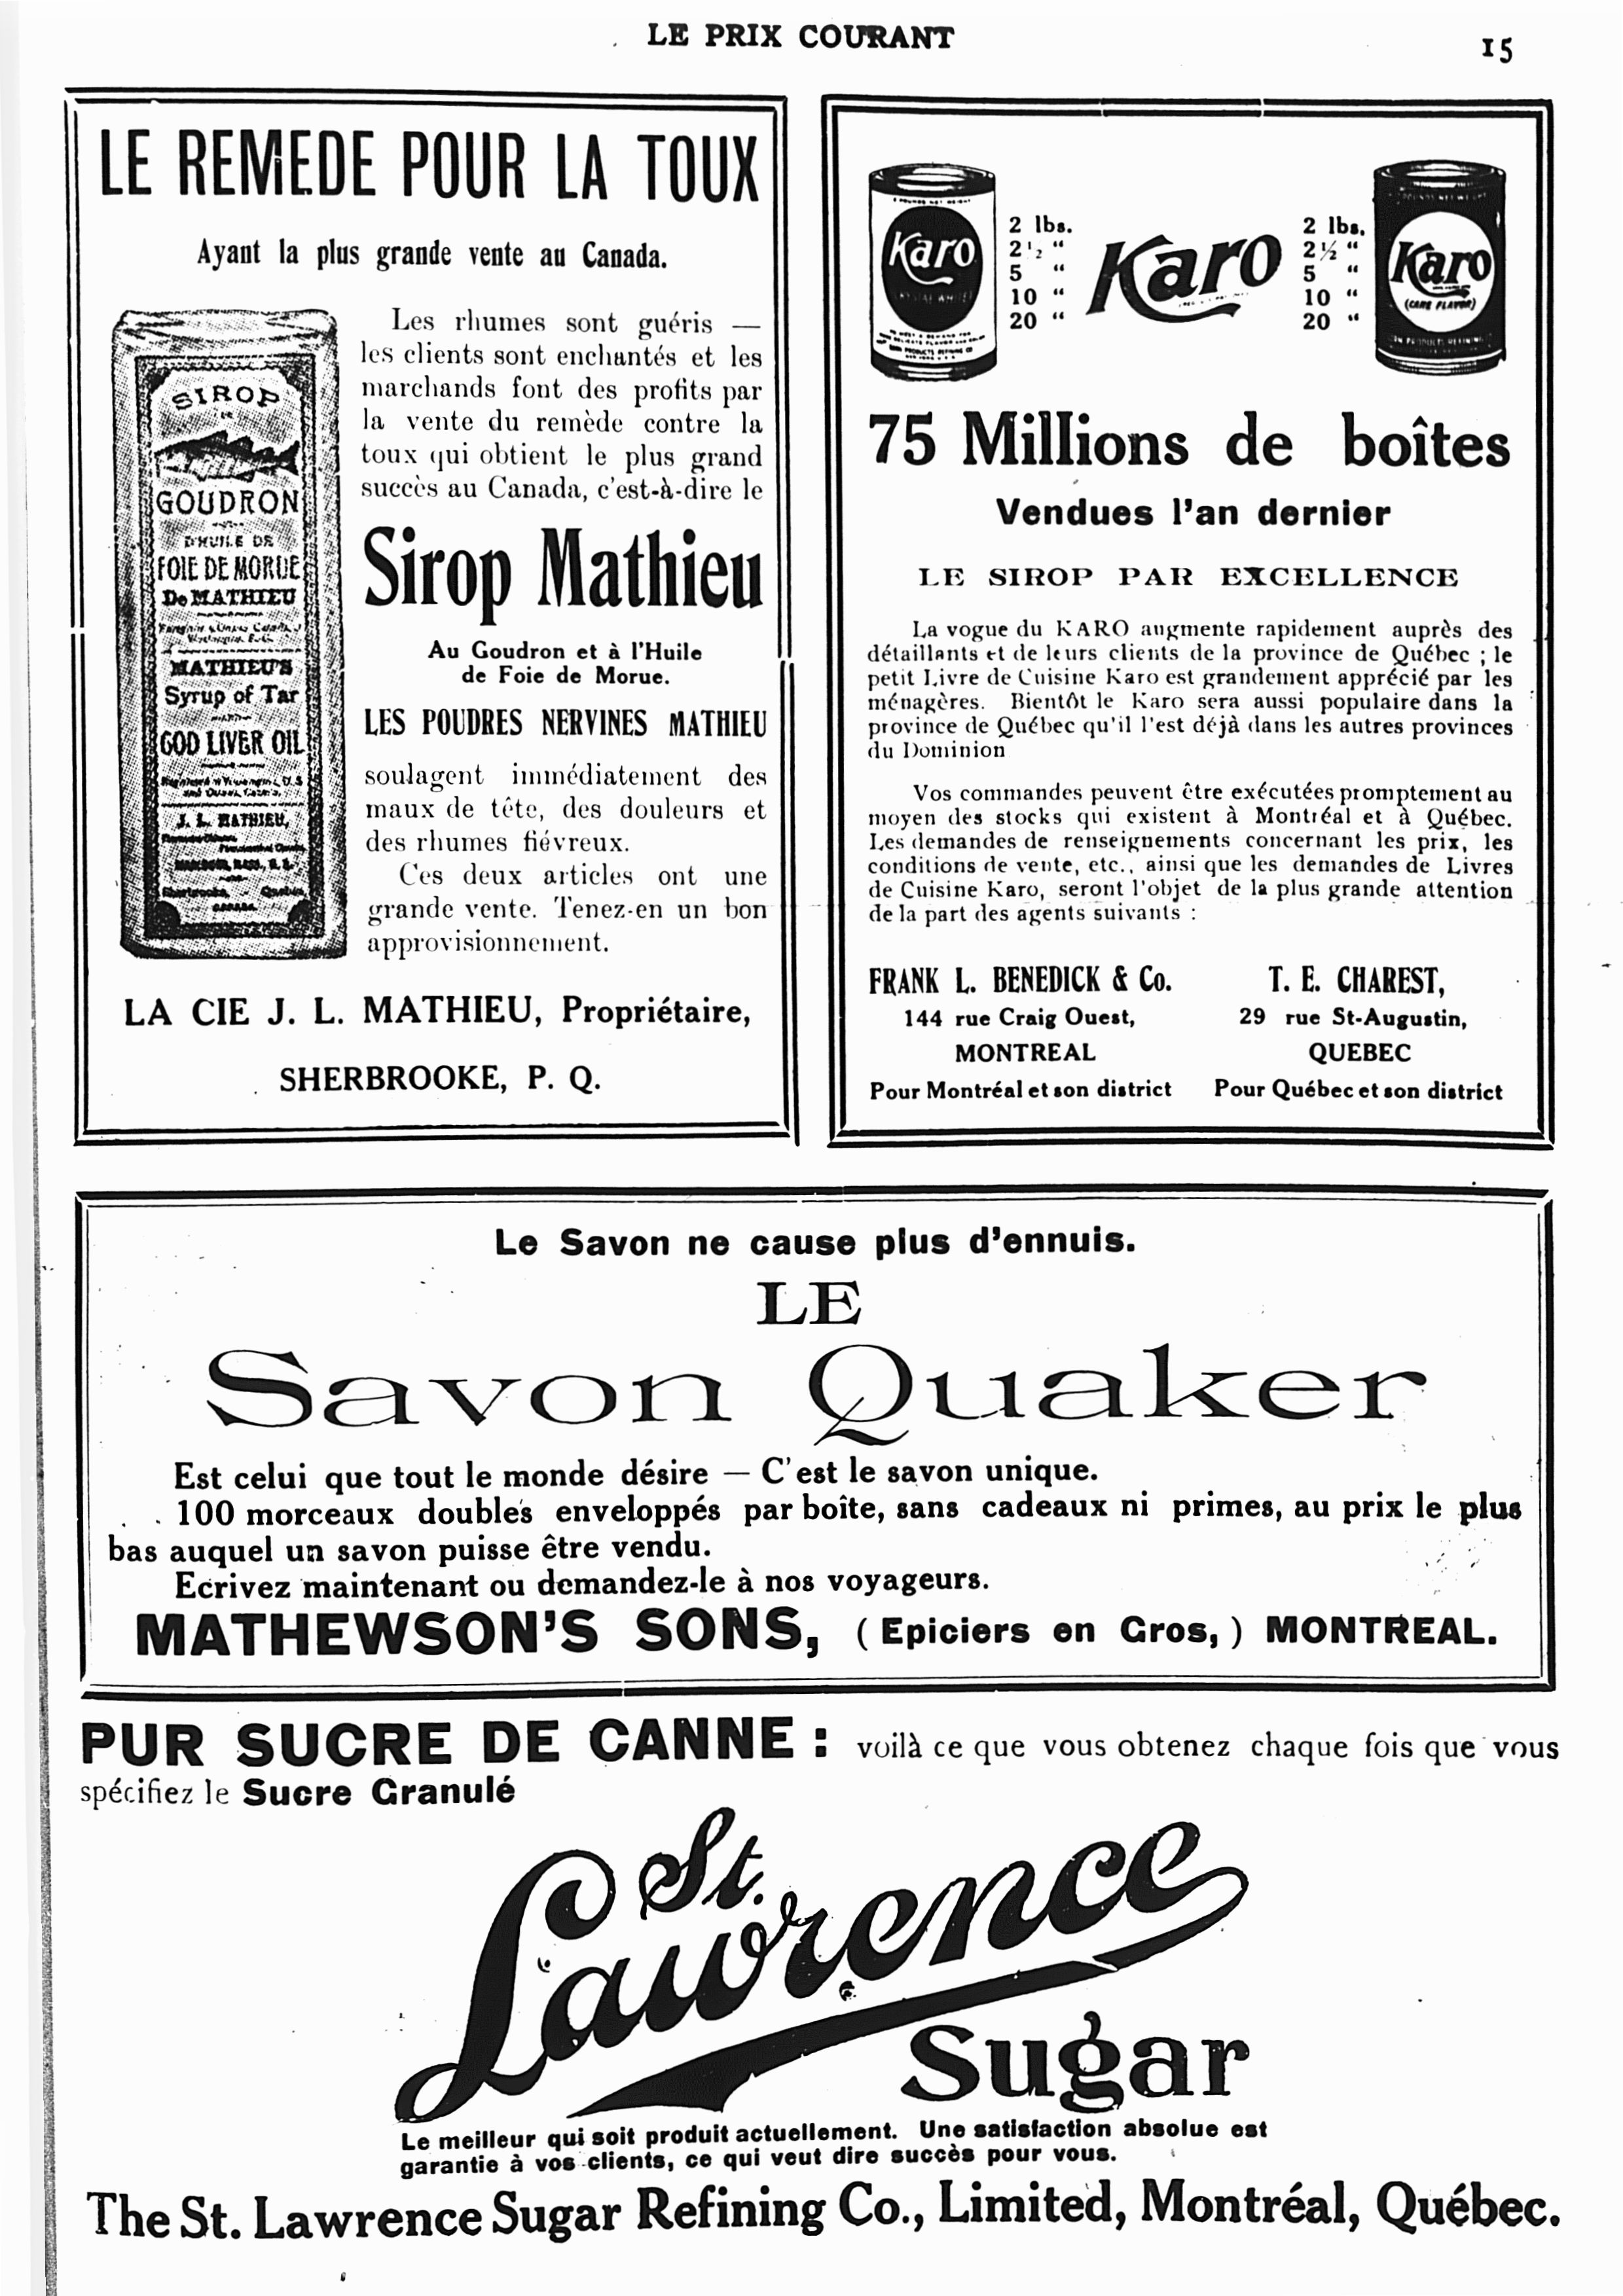 LE PRIX COURANT
15
LE REMEDE POUR LA TOUX
Ayant la plus grande vente au Canada.
SIROP
GOUDRON
D'HUILE DE
FOIE DE MORUE
De MATHIEU
MATHIEU'S
Syrup of Tar
COD LIVER OIL
J. L. MATHIEU,
Les rhumes sont guéris —
les clients sont enchantés et les
marchands font des profits par
la vente du remède contre la
toux qui obtient le plus grand
succès au Canada, c'est-à-dire le
Sirop Mathieu
Au Goudron et à l'Huile
de Foie de Morue.
LES POUDRES NERVINES MATHIEU
soulagent immédiatement des
maux de tête, des douleurs et
des rhumes fiévreux.
Ces deux articles ont une
grande vente. Tenez-en un bon
approvisionnement.
LA CIE J. L. MATHIEU, Propriétaire,
SHERBROOKE, P. Q.
Karo
CRYSTAL WHITE
2 lbs.
2½ "
5 "
10 "
20 "
Karo
2 lbs.
2½ "
5 "
10 "
20 "
Karo
(CANE FLAVOR)
75 Millions de boîtes
Vendues l'an dernier
LE SIROP PAR EXCELLENCE
La vogue du KARO augmente rapidement auprès des
détaillants et de leurs clients de la province de Québec ; le
petit Livre de Cuisine Karo est grandement apprécié par les
ménagères. Bientôt le Karo sera aussi populaire dans la
province de Québec qu'il l'est déjà dans les autres provinces
du Dominion
Vos commandes peuvent être exécutées promptement au
moyen des stocks qui existent à Montréal et à Québec.
Les demandes de renseignements concernant les prix, les
conditions de vente, etc., ainsi que les demandes de Livres
de Cuisine Karo, seront l'objet de la plus grande attention
de la part des agents suivants :
FRANK L. BENEDICK & Co.
144 rue Craig Ouest,
MONTREAL
Pour Montréal et son district
T. E. CHAREST,
29 rue St-Augustin,
QUEBEC
Pour Québec et son district
Le Savon ne cause plus d'ennuis.
LE
Savon Quaker
Est celui que tout le monde désire — C'est le savon unique.
100 morceaux doubles enveloppés par boîte, sans cadeaux ni primes, au prix le plus
bas auquel un savon puisse être vendu.
Ecrivez maintenant ou demandez-le à nos voyageurs.
MATHEWSON'S SONS, ( Epiciers en Gros, ) MONTREAL.
PUR SUCRE DE CANNE : voilà ce que vous obtenez chaque fois que vous
spécifiez le Sucre Granulé
St.
Lawrence
Sugar
Le meilleur qui soit produit actuellement. Une satisfaction absolue est
garantie à vos clients, ce qui veut dire succès pour vous.
The St. Lawrence Sugar Refining Co., Limited, Montréal, Québec.